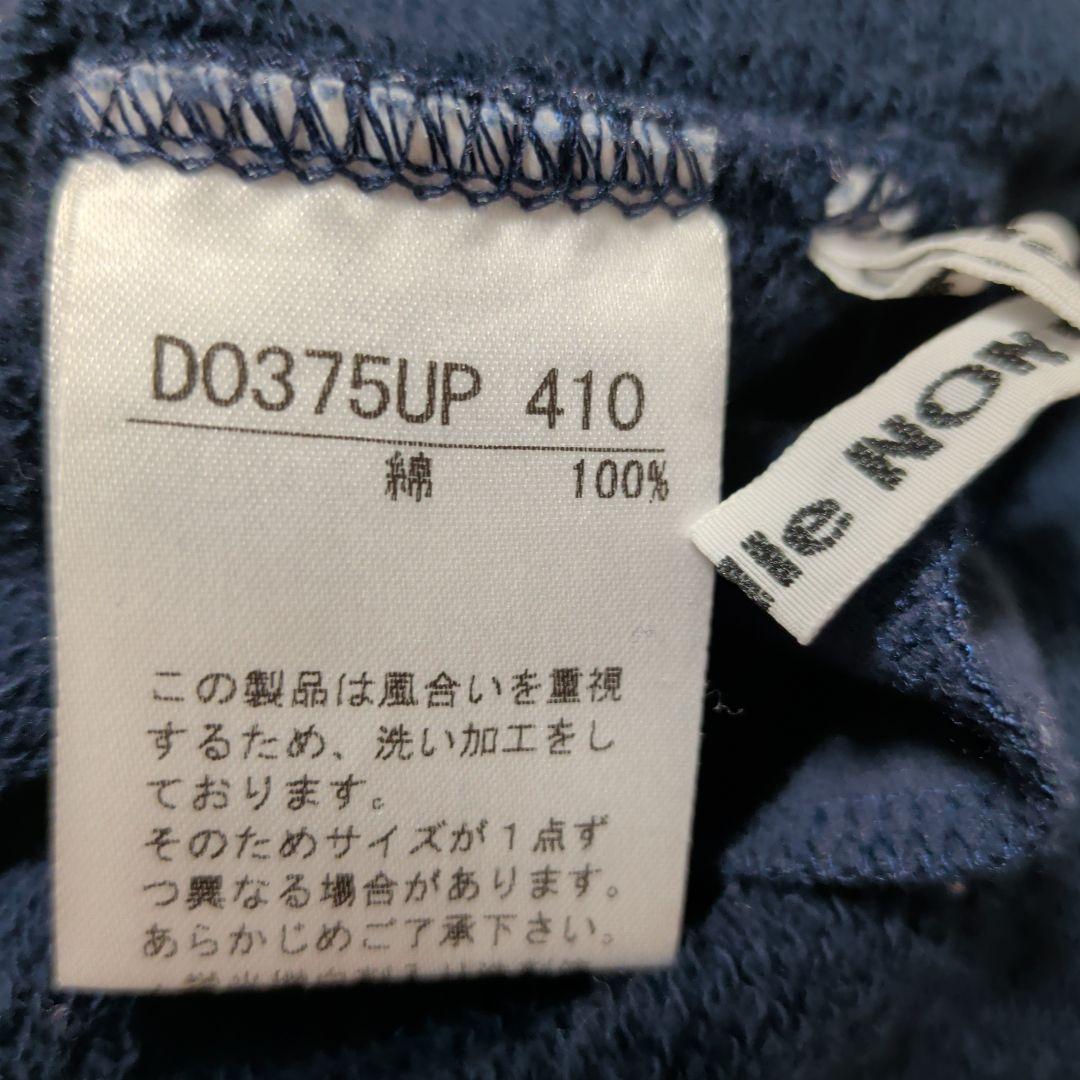 D0375UP 410
綿 100%
この製品は風合いを重視
するため、洗い加工をし
ております。
そのためサイズが１点ず
つ異なる場合があります。
あらかじめご了承下さい。
lle NON